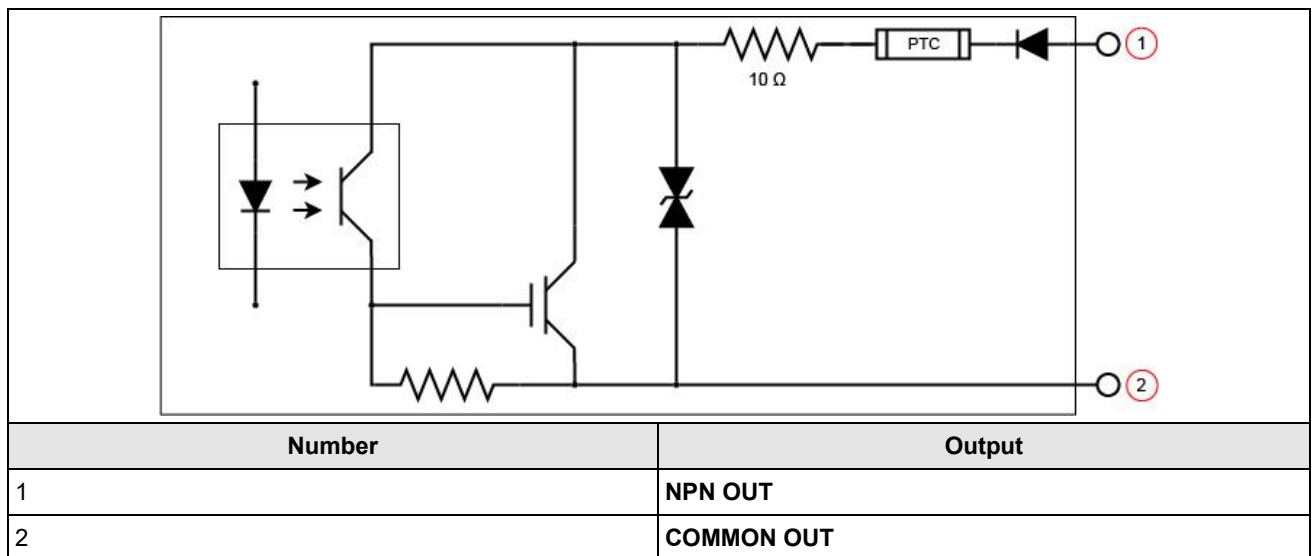 PTC
1
10 Ω
2
Number Output
1 NPN OUT
2 COMMON OUT